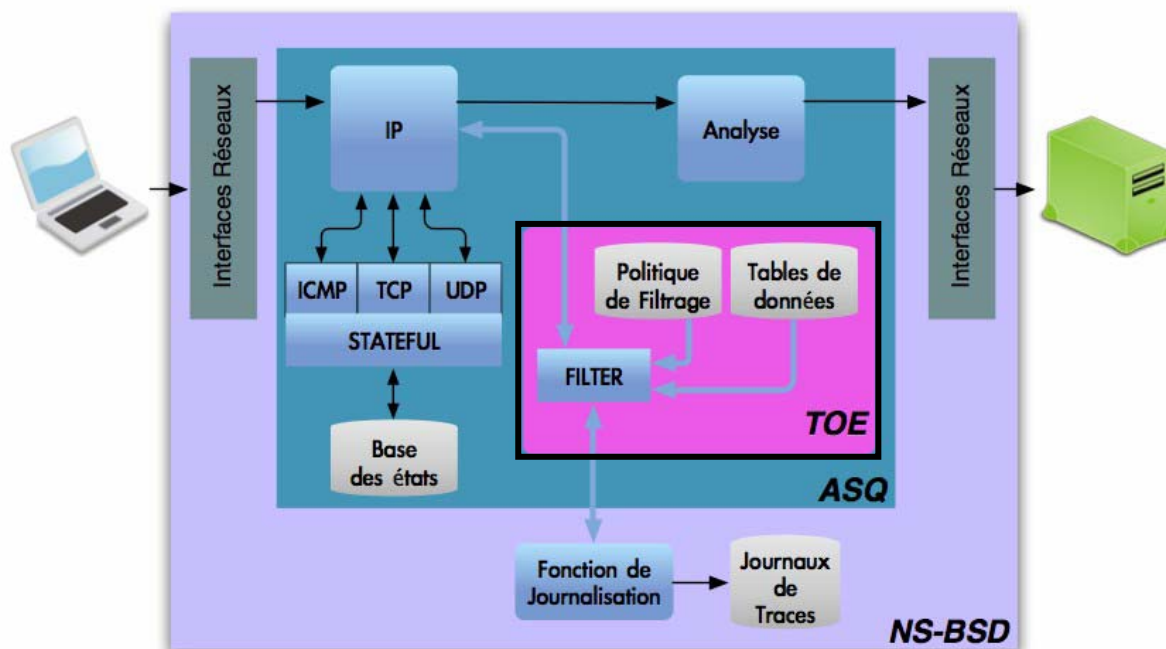 Interfaces Réseaux
IP
Analyse
Interfaces Réseaux
ICMP
TCP
UDP
STATEFUL
Politique
de Filtrage
Tables de
données
FILTER
TOE
Base
des états
ASQ
Fonction de
Journalisation
Journaux
de
Traces
NS-BSD